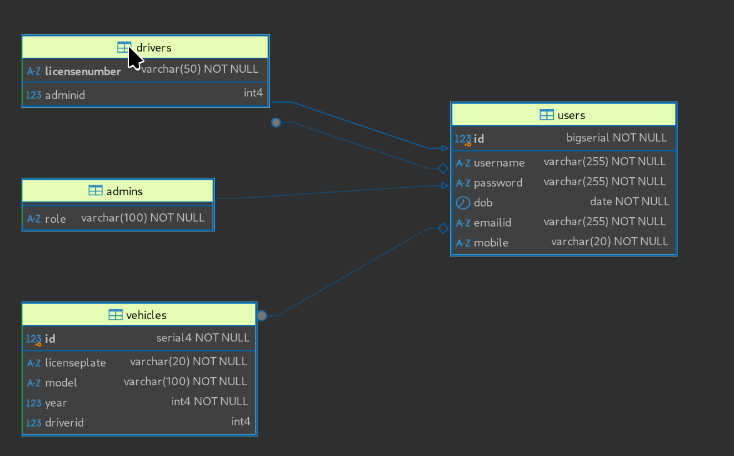 drivers
A-Z licensenumber varchar(50) NOT NULL
123 adminid int4
users
123 id bigserial NOT NULL
A-Z username varchar(255) NOT NULL
A-Z password varchar(255) NOT NULL
dob date NOT NULL
A-Z emailid varchar(255) NOT NULL
A-Z mobile varchar(20) NOT NULL
admins
A-Z role varchar(100) NOT NULL
vehicles
123 id serial4 NOT NULL
A-Z licenseplate varchar(20) NOT NULL
A-Z model varchar(100) NOT NULL
123 year int4 NOT NULL
123 driverid int4